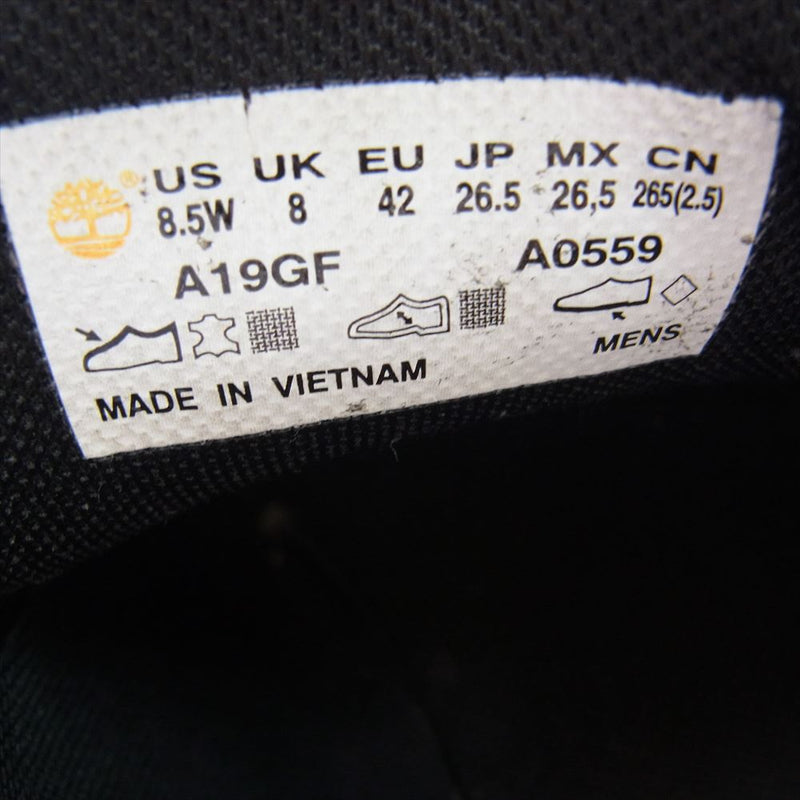 US UK EU JP MX CN
8.5W 8 42 26.5 26,5 265(2.5)
A19GF A0559
MENS
MADE IN VIETNAM